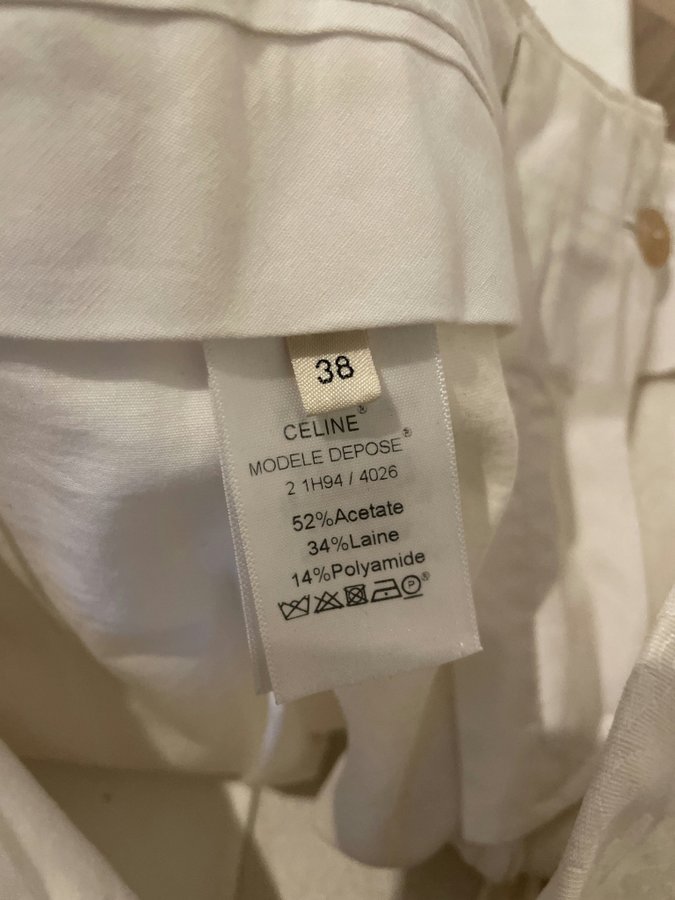 38
CELINE®
MODELE DEPOSE®
2 1H94 / 4026
52%Acetate
34%Laine
14%Polyamide
P®